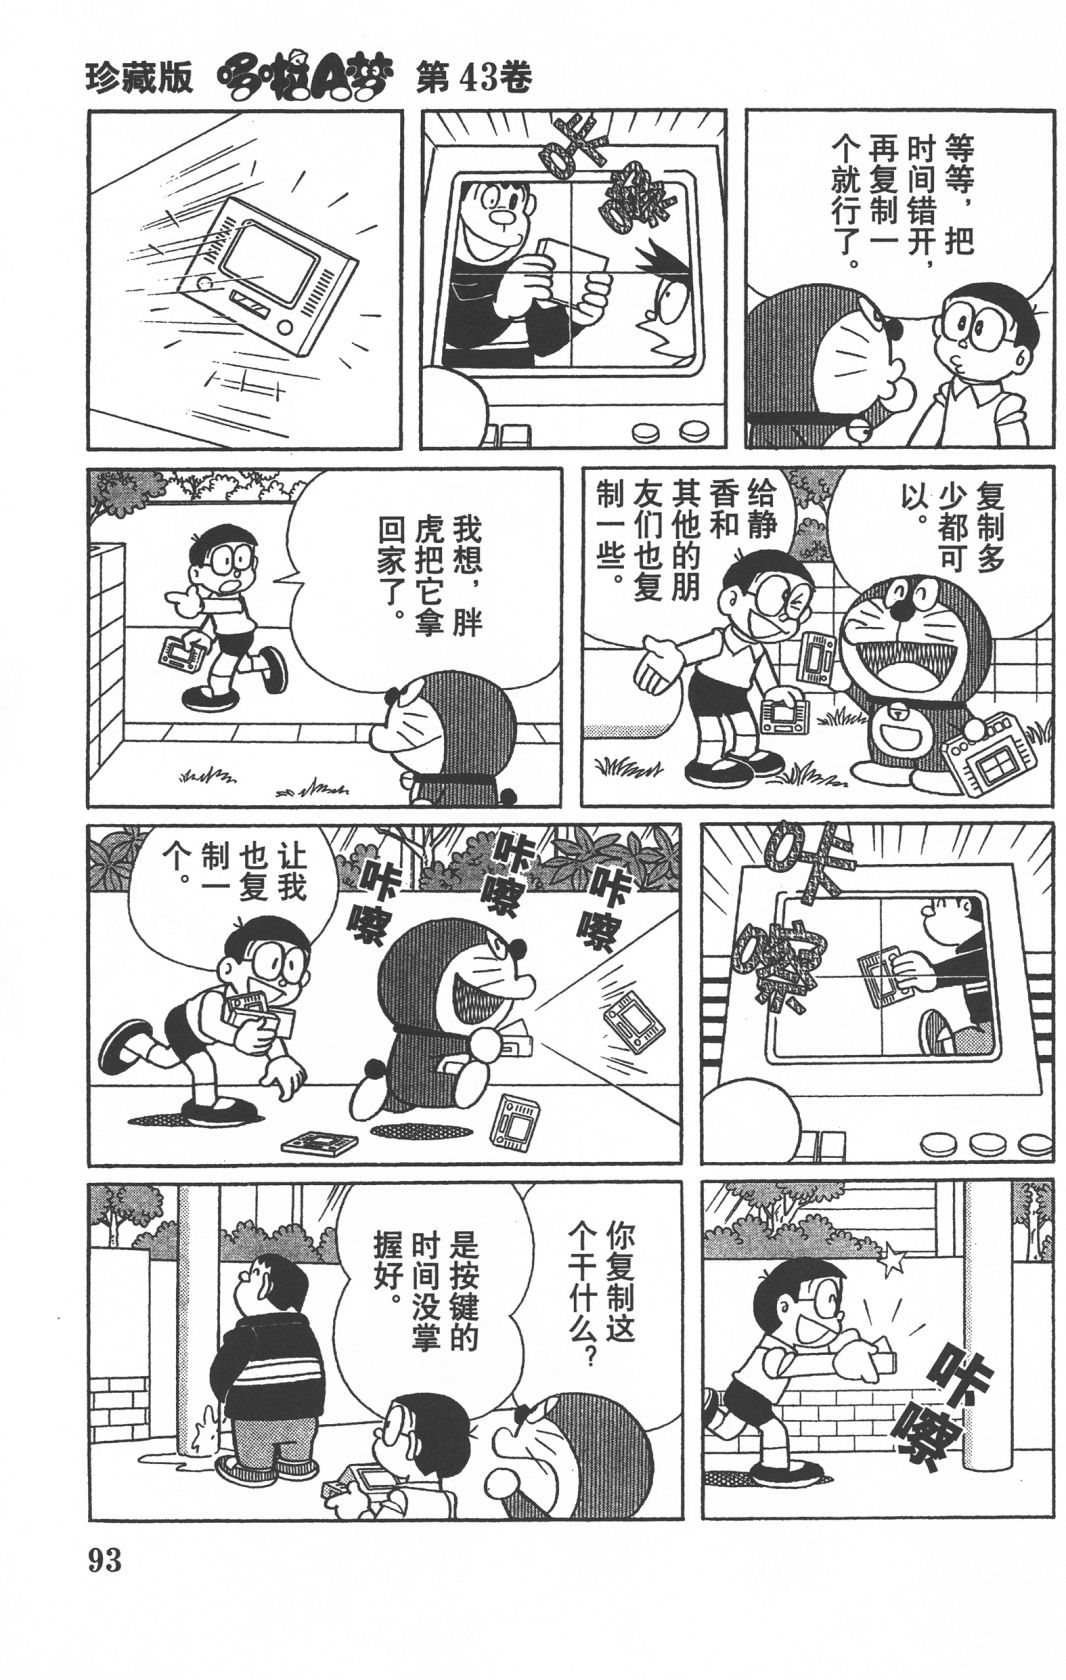 珍藏版 哆啦A梦 第43卷
等等，把
时间错开，
再复制一
个就行了。
咔
嚓
复制多
少都可
以。
给静
香和
其他的朋
友们也复
制一些。
我想，胖
虎把它拿
回家了。
咔
嚓
咔嚓
咔嚓
咔嚓
让我
也复
制一
个。
咔嚓
你复制这
个干什么？
是按键的
时间没掌
握好。
93